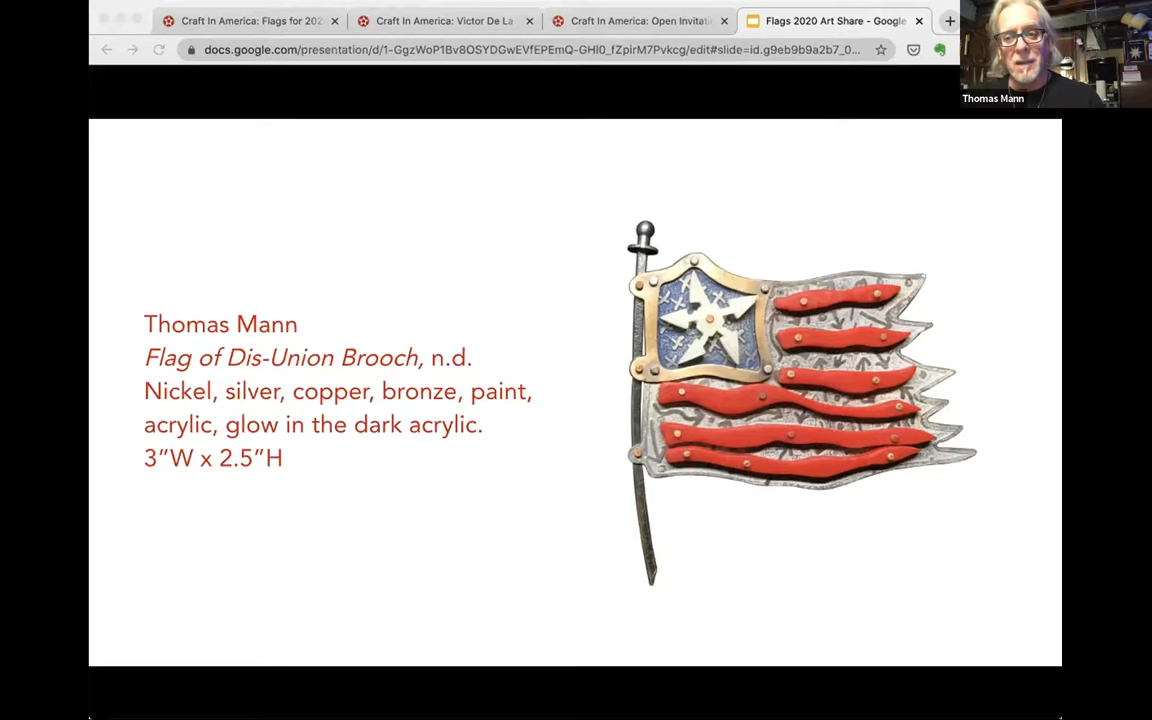 Craft In America: Flags for 202
Craft In America: Victor De La
Craft In America: Open Invitati
Flags 2020 Art Share - Google
docs.google.com/presentation/d/1-GgzWoP1Bv8OSYDGwEVfEPEmQ-GHl0_fZpirM7Pvkcg/edit#slide=id.g9eb9b9a2b7_0...
Thomas Mann
Thomas Mann
Flag of Dis-Union Brooch, n.d.
Nickel, silver, copper, bronze, paint,
acrylic, glow in the dark acrylic.
3”W x 2.5”H